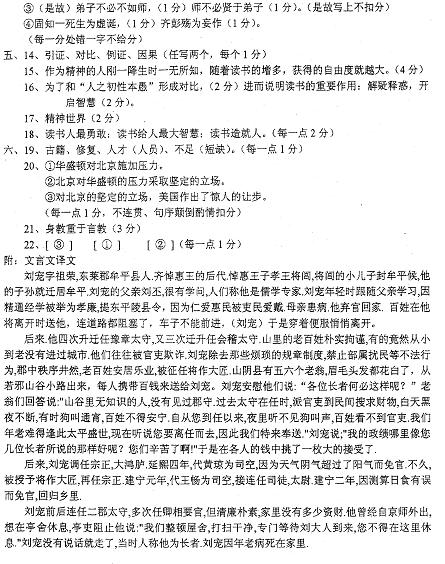 ③(是故)弟子不必不如师,(1分)师不必贤于弟子(1分)。(是故写上不扣分)
④固知一死生为虚诞,(1分)齐彭殇为妄作(1分)。
(每一分处错一字不给分)
五、14、引证、对比、例证、因果(任写两个,每个1分)
15、作为精神的人刚一降生时一无所知,随着读书的增多,获得的自由度就越大。(4分)
16、为了和“人之初性本愚”形成对比,(2分)进而说明读书的重要作用:解疑释惑,开
启智慧(2分)。
17、精神世界(2分)
18、读书人最勇敢;读书给人最大智慧;读书造就人。(每一点2分)
六、19、古籍、修复、人才(人员)、不足(短缺)。(每一点1分)
20、①华盛顿对北京施加压力。
②北京对华盛顿的压力采取坚定的立场。
③对北京的坚定的立场,美国作出了惊人的让步。
(每一点1分,不连贯、句序颠倒酌情扣分)
21、身教重于言教(3分)
22、[ ③ ] [ ① ] [ ② ](每一点1分)
附:文言文译文
刘宠字祖荣,东莱郡牟平县人.齐悼惠王的后代.悼惠王子孝王将闾,将闾的小儿子封牟平侯,他
的子孙就迁居牟平.刘宠的父亲刘丕,很有学问,人们称他是儒学专家.刘宠年轻时跟随父亲学习,因
精通经学被举为孝廉,提东平陵县令,因为仁爱惠民被吏民爱戴.母亲患病,他弃官回家. 百姓在他
将离开时送他,连道路都阻塞了,车子不能前进,(刘宠)于是穿着便服悄悄离开。
后来.他四次升迁任豫章太守,又三次迁升任会稽太守.山里的老百姓朴实拘谨,有的竟然从小
到老没有进过城市.他们往往被官吏欺诈.刘宠除去那些烦琐的规章制度,禁止部属扰民等不法行
为,郡中秩序井然,老百姓安居乐业,被征任将作大匠.山阴县有五六个老翁,眉毛头发都花白了,从
若邪山谷小路出来,每人携带百钱来送给刘宠。刘宠安慰他们说:“各位长者何必这样呢?”老
翁们回答说:"山谷里无知识的人,没有见过郡守.过去太守在任时,派官吏到民间搜求财物,白天黑
夜不断,有时狗叫通宵,百姓不得安宁.自从您到任以来,夜里听不见狗叫声,百姓看不到官吏.我们
年老难得逢此太平盛世,现在听说您要离任而去,因此我们特来奉送."刘宠说:"我的政绩哪里像您
几位长者所说的那样好呢? 您们辛苦了啊!"于是在各人的钱中挑了一枚大的接受了.
后来,刘宠调任宗正,大鸿胪.延熙四年,代黄琼为司空,因为天气阴气超过了阳气而免官.不久,
被授予将作大匠,再任宗正.建宁元年,代王畅为司空,接连任司徒,太尉.建宁二年,因测算日食有误
而免官,回归乡里.
刘宠前后连任二郡太守,多次任卿相要官,但清廉朴素,家里没有多少资财.他曾经自京师外出,
想在亭舍休息,亭吏阻止他说:"我们整顿屋舍,打扫干净,专门等待刘大人到来,您不得在这里休
息."刘宠没有说话就走了,当时人称他为长者.刘宠因年老病死在家里.